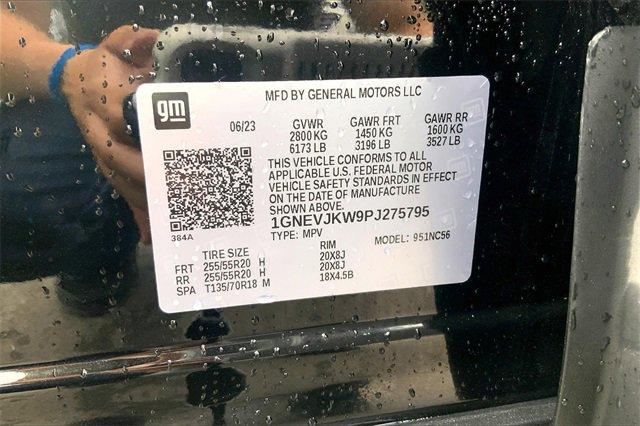 gm
MFD BY GENERAL MOTORS LLC
06/23 GVWR GAWR FRT GAWR RR
2800 KG 1450 KG 1600 KG
6173 LB 3196 LB 3527 LB
THIS VEHICLE CONFORMS TO ALL
APPLICABLE U.S. FEDERAL MOTOR
VEHICLE SAFETY STANDARDS IN EFFECT
ON THE DATE OF MANUFACTURE
SHOWN ABOVE.
1GNEVJKW9PJ275795
384A
TYPE: MPV MODEL: 951NC56
TIRE SIZE RIM
FRT 255/55R20 H 20X8J
RR 255/55R20 H 20X8J
SPA T135/70R18 M 18X4.5B